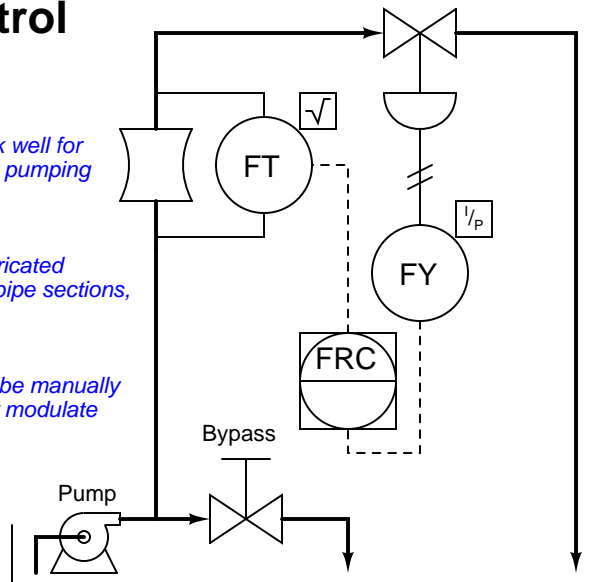 trol
k well for
pumping
√
FT
I/P
ricated
pipe sections,
FY
FRC
be manually
modulate
Bypass
Pump